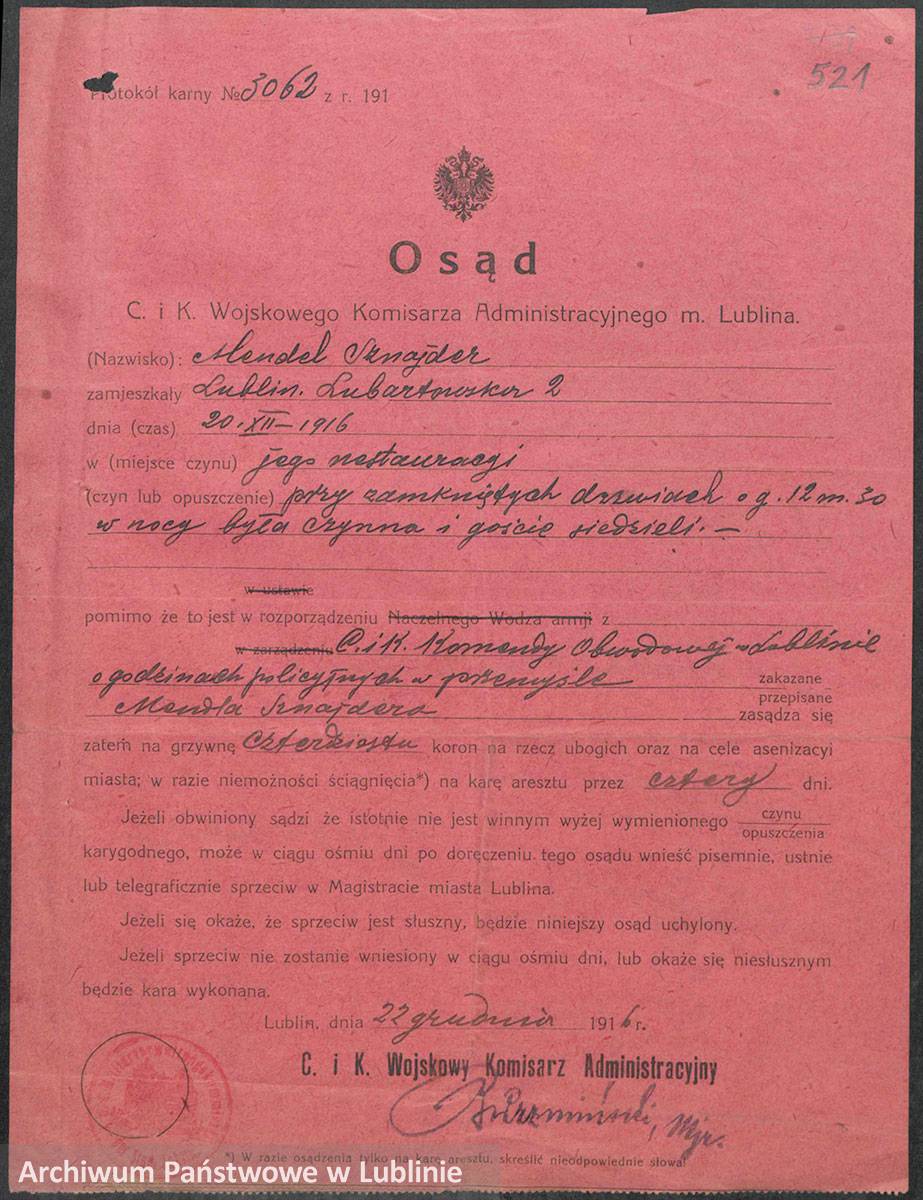 521
Protokół karny № 3062 z r. 191
Osąd
C. i K. Wojskowego Komisarza Administracyjnego m. Lublina.
(Nazwisko): Mendel Sznajder
zamieszkały Lublin. Lubartowska 2
dnia (czas) 20.XII–1916
w (miejsce czynu) jego restauracyi
(czyn lub opuszczenie) przy zamkniętych drzwiach o g. 12 m. 30
w nocy była czynna i goście siedzieli. —
w ustawie
pomimo że to jest w rozporządzeniu Naczelnego Wodza armji z
w zarządzeniu C. i K. Komendy Obwodowej w Lublinie
o godzinach policyjnych w przemyśle zakazane
przepisane
Mendla Sznajdera zasądza się
zatem na grzywnę czterdziestu koron na rzecz ubogich oraz na cele asenizacyi
miasta; w razie niemożności ściągnięcia*) na karę aresztu przez cztery dni.
Jeżeli obwiniony sądzi że istotnie nie jest winnym wyżej wymienionego czynu
opuszczenia
karygodnego, może w ciągu ośmiu dni po doręczeniu tego osądu wnieść pisemnie, ustnie
lub telegraficznie sprzeciw w Magistracie miasta Lublina.
Jeżeli się okaże, że sprzeciw jest słuszny, będzie niniejszy osąd uchylony.
Jeżeli sprzeciw nie zostanie wniesiony w ciągu ośmiu dni, lub okaże się niesłusznym
będzie kara wykonana.
Lublin, dnia 22 grudnia 1916 r.
C. i K. Wojskowy Komisarz Administracyjny
Mjr.
*) W razie osądzenia tylko na karę aresztu, skreślić nieodpowiednie słowa!
Archiwum Państwowe w Lublinie